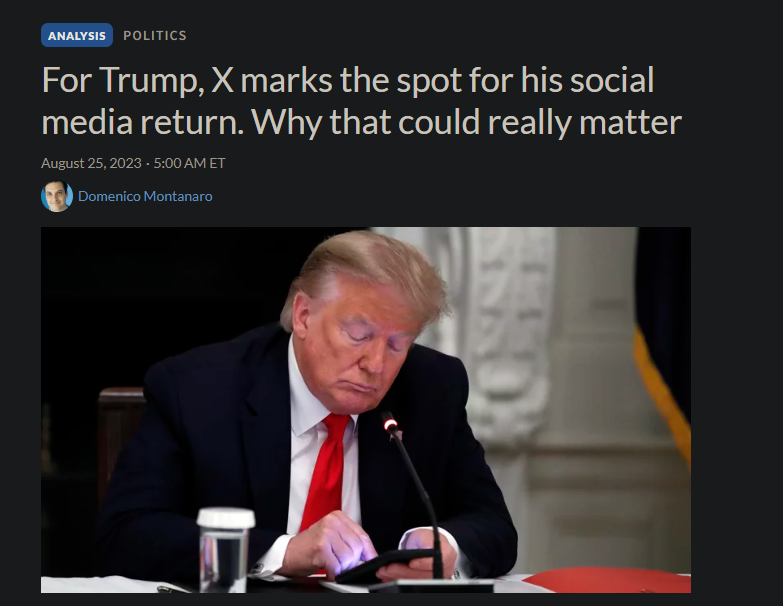 ANALYSIS POLITICS
For Trump, X marks the spot for his social
media return. Why that could really matter
August 25, 2023 · 5:00 AM ET
Domenico Montanaro